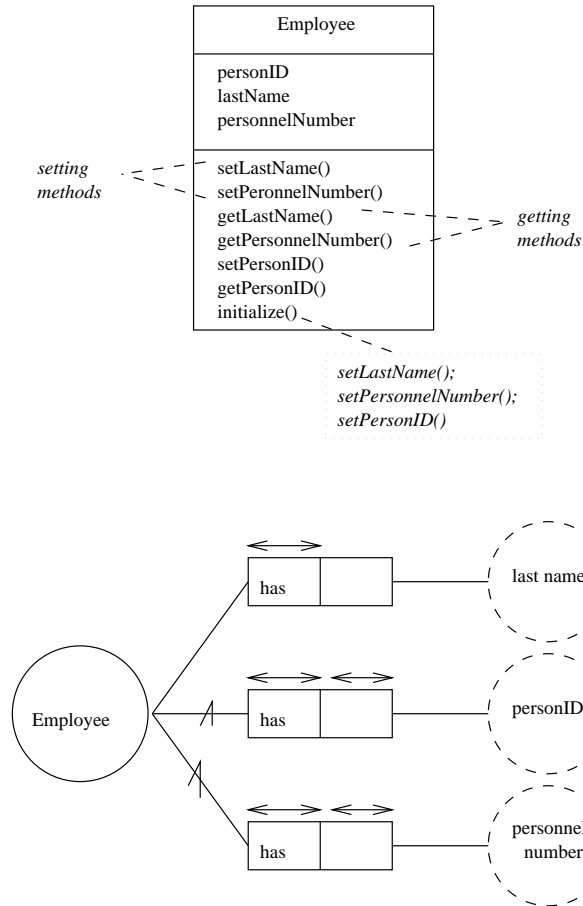 Employee
personID
lastName
personnelNumber
setting
methods
setLastName()
setPeronnelNumber()
getLastName()
getPersonnelNumber()
setPersonID()
getPersonID()
initialize()
getting
methods
setLastName();
setPersonnelNumber();
setPersonID()
has
last name
Employee
has
personID
has
personnel
number